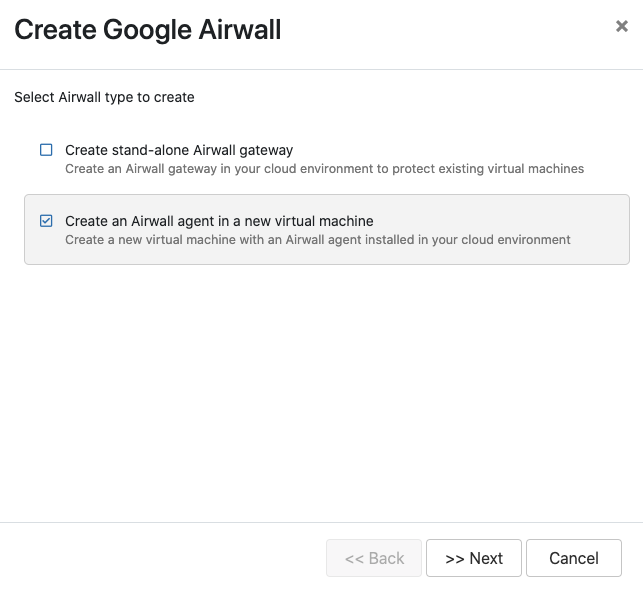 Create Google Airwall
Select Airwall type to create
Create stand-alone Airwall gateway
Create an Airwall gateway in your cloud environment to protect existing virtual machines
Create an Airwall agent in a new virtual machine
Create a new virtual machine with an Airwall agent installed in your cloud environment
<< Back >> Next Cancel